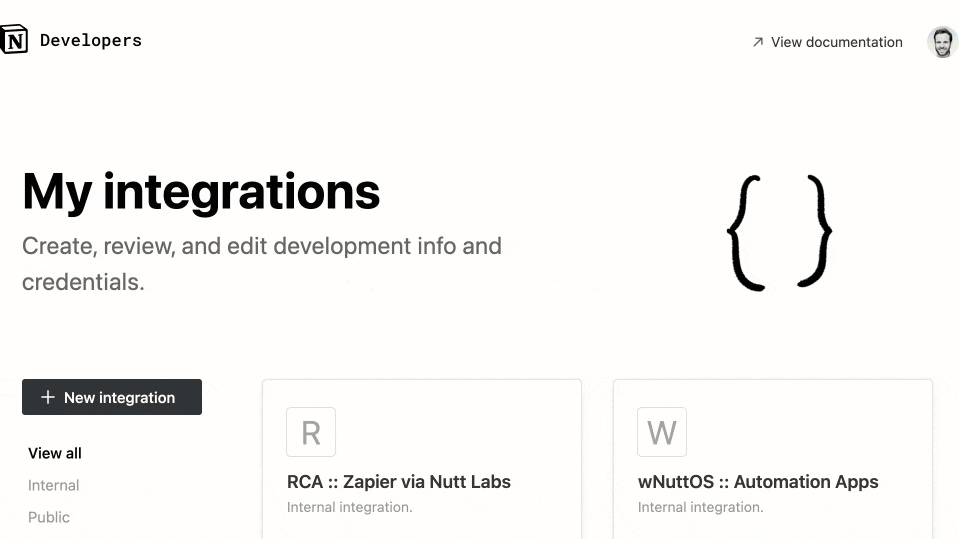 N Developers
View documentation
My integrations
Create, review, and edit development info and
credentials.
New integration
View all
Internal
Public
R
RCA :: Zapier via Nutt Labs
Internal integration.
W
wNuttOS :: Automation Apps
Internal integration.